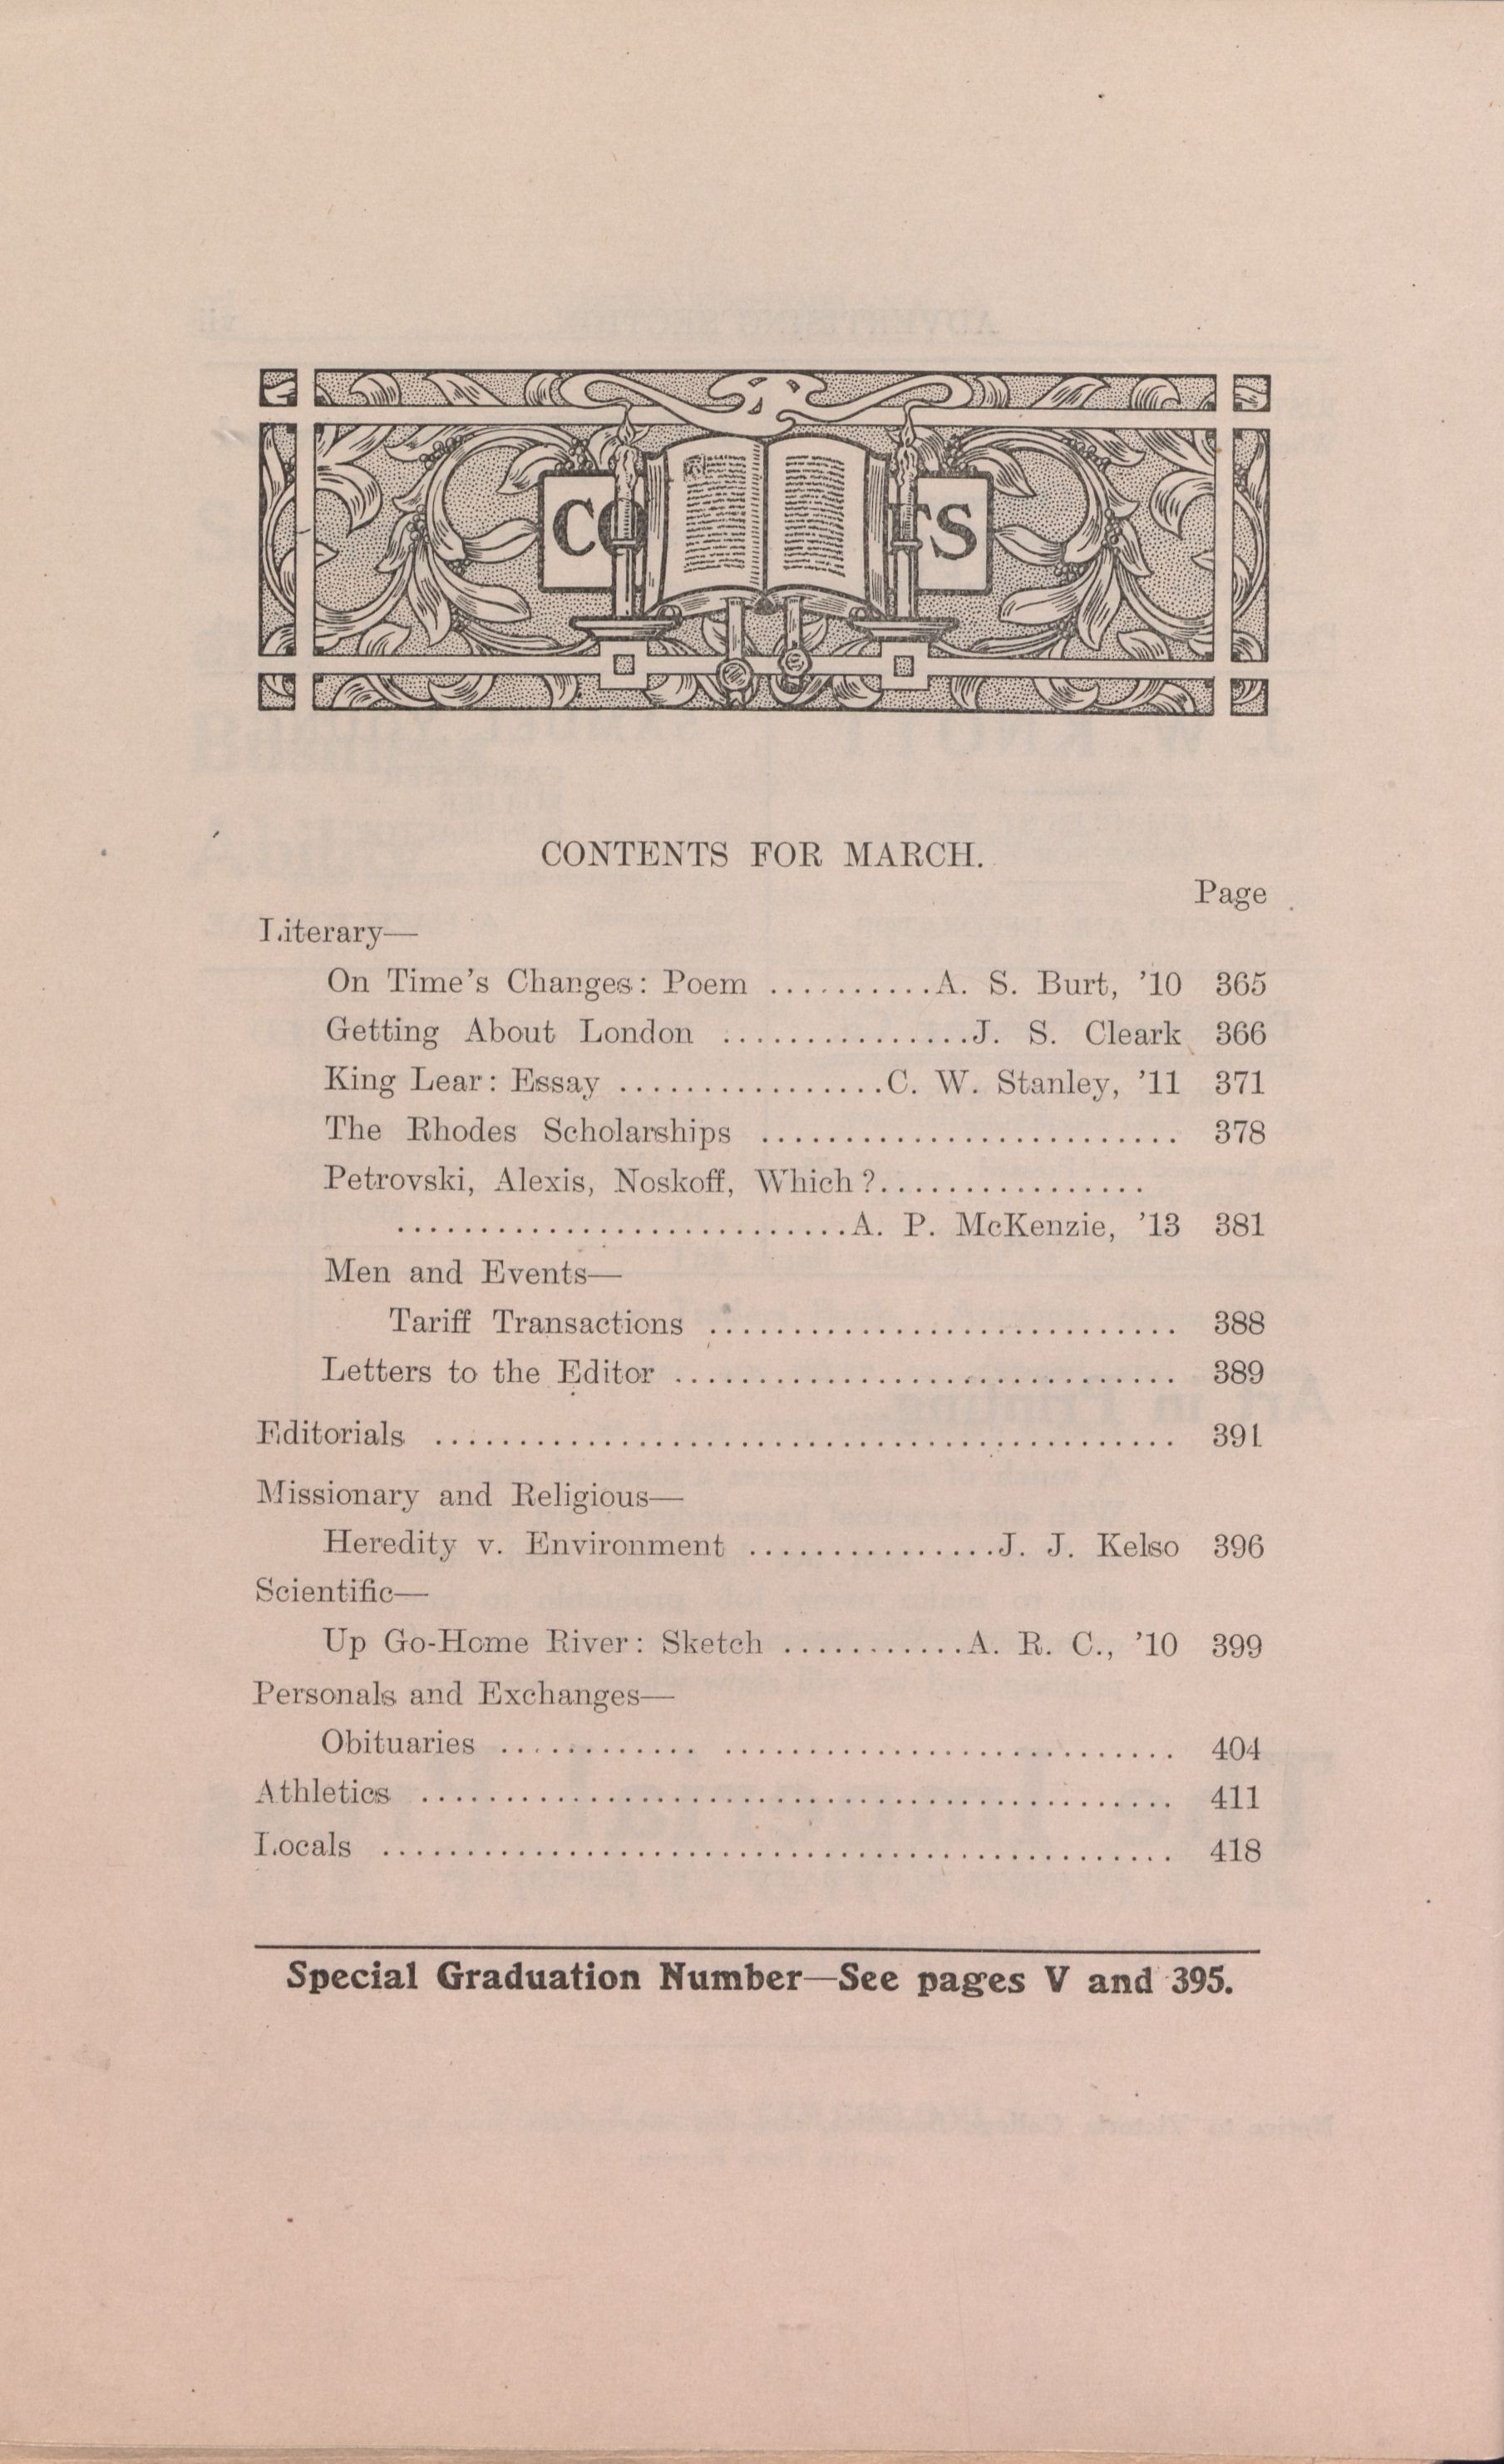 CO TS
CONTENTS FOR MARCH.
Page
Literary—
On Time's Changes: Poem ..........A. S. Burt, '10 365
Getting About London ...............J. S. Cleark 366
King Lear: Essay ................C. W. Stanley, '11 371
The Rhodes Scholarships .......................... 378
Petrovski, Alexis, Noskoff, Which?................
............................A. P. McKenzie, '13 381
Men and Events—
Tariff Transactions ............................. 388
Letters to the Editor ............................... 389
Editorials .............................................. 391
Missionary and Religious—
Heredity v. Environment ...............J. J. Kelso 396
Scientific—
Up Go-Home River: Sketch ...........A. R. C., '10 399
Personals and Exchanges—
Obituaries ............ ............................ 404
Athletics .............................................. 411
Locals ................................................. 418
Special Graduation Number—See pages V and 395.